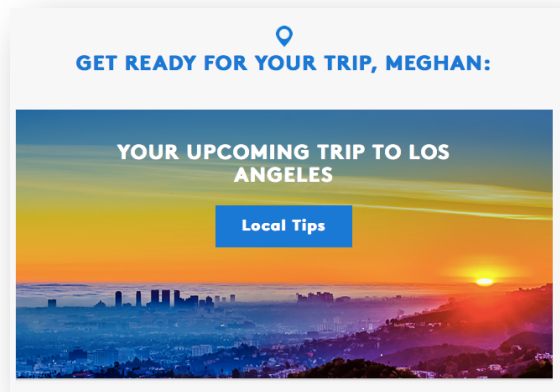 GET READY FOR YOUR TRIP, MEGHAN:
YOUR UPCOMING TRIP TO LOS
ANGELES
Local Tips